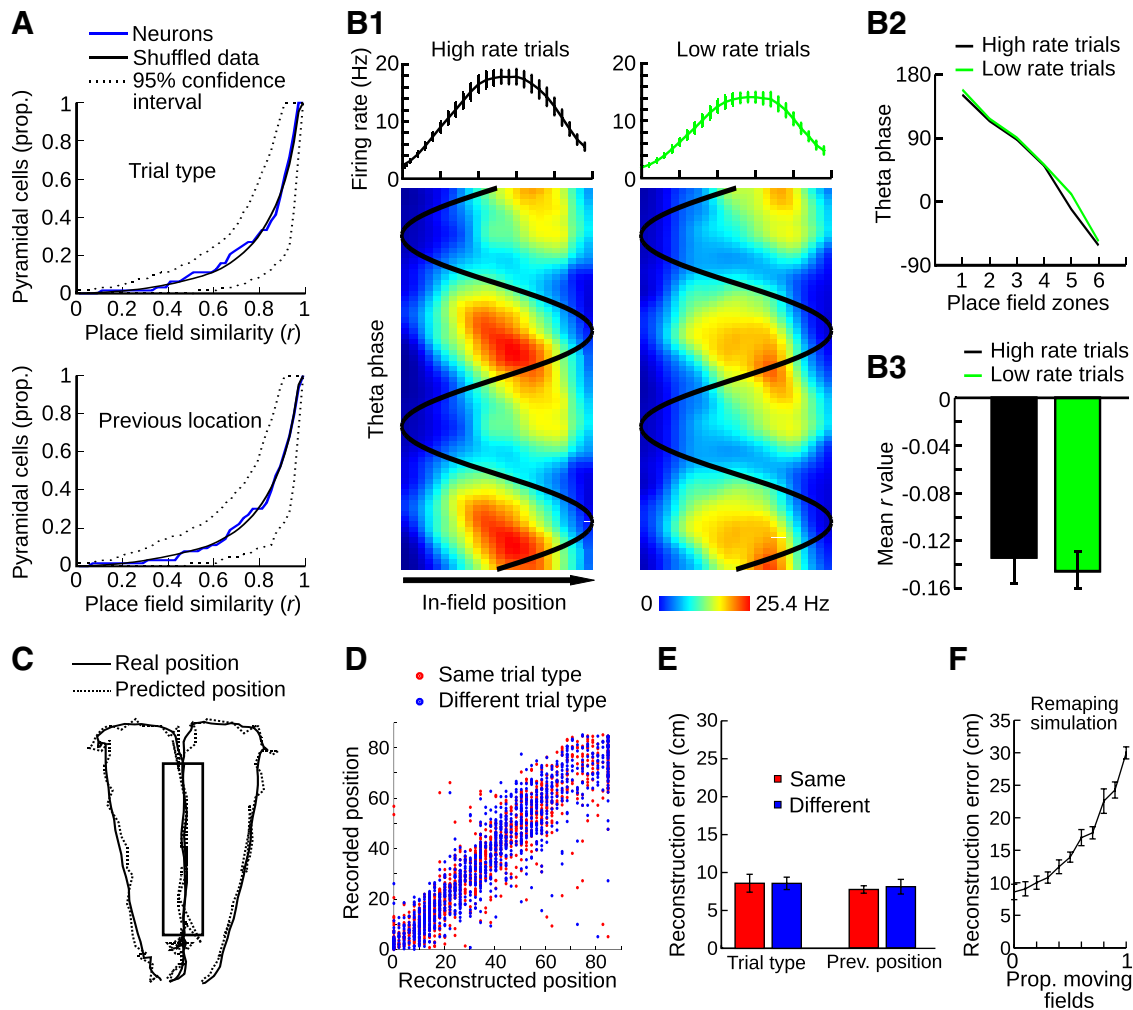 A
Neurons
Shuffled data
95% confidence
interval
Pyramidal cells (prop.)
1
0.8
0.6
0.4
0.2
0
Trial type
0
0.2
0.4
0.6
0.8
1
Place field similarity (r)
Pyramidal cells (prop.)
1
0.8
0.6
0.4
0.2
0
Previous location
0
0.2
0.4
0.6
0.8
1
Place field similarity (r)
B1
High rate trials
Low rate trials
Firing rate (Hz)
20
10
0
20
10
0
Theta phase
In-field position
0
25.4 Hz
B2
High rate trials
Low rate trials
Theta phase
180
90
0
-90
1 2 3 4 5 6
Place field zones
B3
High rate trials
Low rate trials
Mean r value
0
-0.04
-0.08
-0.12
-0.16
C
Real position
Predicted position
D
Same trial type
Different trial type
Recorded position
80
60
40
20
0
0 20 40 60 80
Reconstructed position
E
Reconstruction error (cm)
30
25
20
15
10
5
0
Same
Different
Trial type
Prev. position
F
Remaping
simulation
Reconstruction error (cm)
35
30
25
20
15
10
5
0
0
1
Prop. moving
fields